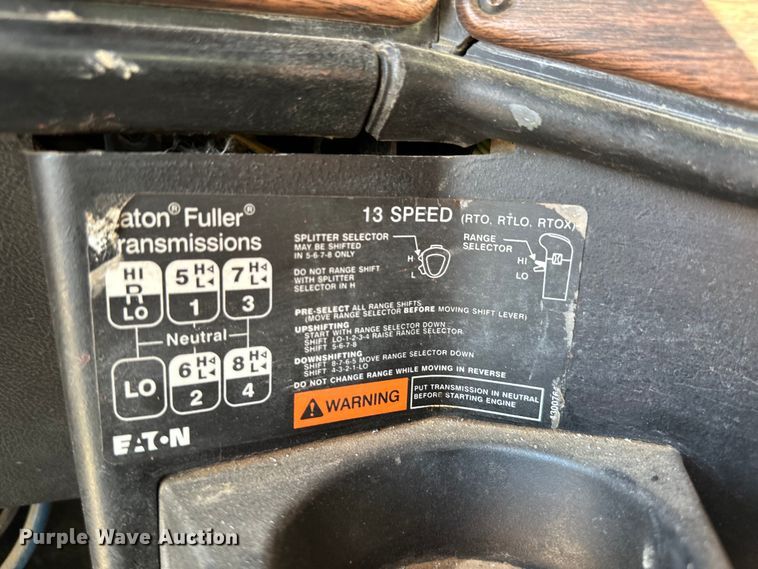 aton® Fuller®
ransmissions
13 SPEED (RTO, RTLO, RTOX)
HI
R
LO
5 H L
1
7 H L
3
Neutral
LO
6 H L
2
8 H L
4
EATON
SPLITTER SELECTOR
MAY BE SHIFTED
IN 5-6-7-8 ONLY
H
L
DO NOT RANGE SHIFT
WITH SPLITTER
SELECTOR IN H
RANGE
SELECTOR
HI
LO
PRE-SELECT ALL RANGE SHIFTS
(MOVE RANGE SELECTOR BEFORE MOVING SHIFT LEVER)
UPSHIFTING
START WITH RANGE SELECTOR DOWN
SHIFT LO-1-2-3-4 RAISE RANGE SELECTOR
SHIFT 5-6-7-8
DOWNSHIFTING
SHIFT 8-7-6-5 MOVE RANGE SELECTOR DOWN
SHIFT 4-3-2-1-LO
DO NOT CHANGE RANGE WHILE MOVING IN REVERSE
WARNING
PUT TRANSMISSION IN NEUTRAL
BEFORE STARTING ENGINE
Purple Wave Auction